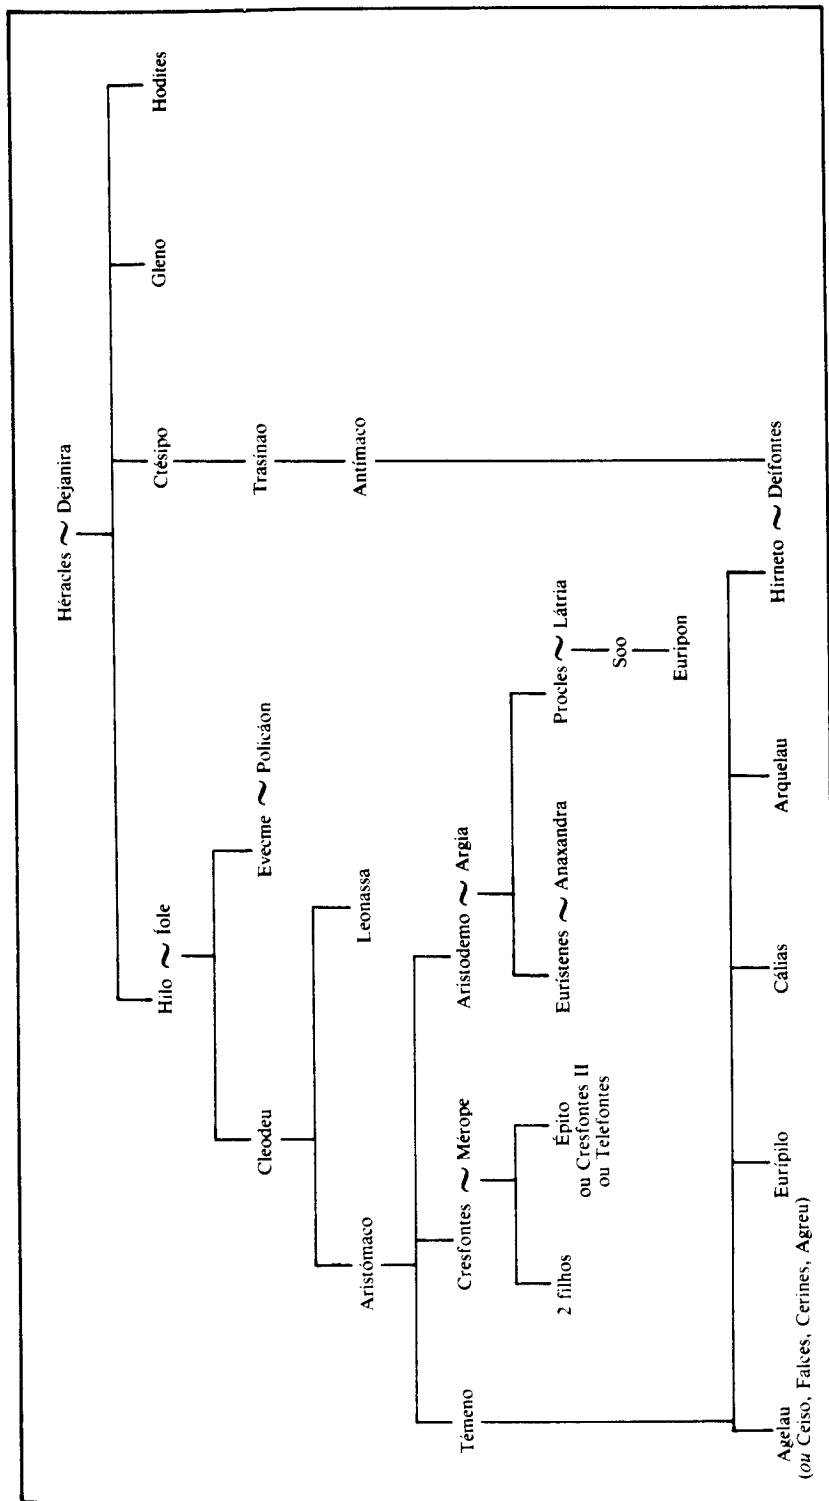 Héracles ~ Dejanira
Hilo ~ Íole
Ctésipo
Gleno
Hodites
Cleodeu
Evecme ~ Policáon
Trasínao
Aristómaco
Leonassa
Antímaco
Témeno
Cresfontes ~ Mérope
Aristodemo ~ Argia
2 filhos
Épito
ou Cresfontes II
ou Telefontes
Eurístenes ~ Anaxandra
Procles ~ Látria
Soo
Euripon
Agelau
(ou Ceiso, Falces, Cerines, Agreu)
Eurípilo
Cálias
Arquelau
Hirneto ~ Deífontes